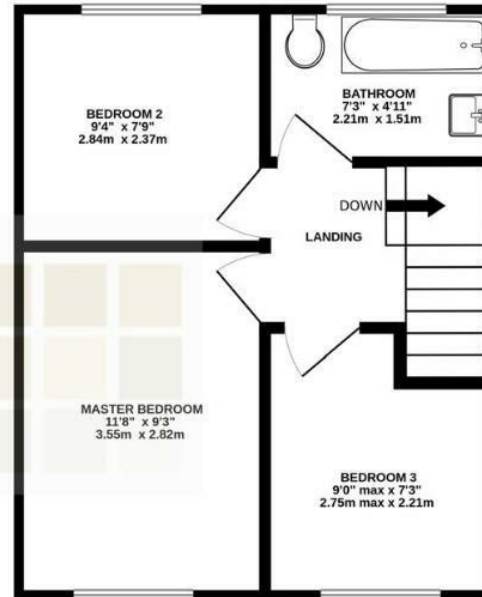 BEDROOM 2
9'4" x 7'9"
2.84m x 2.37m
BATHROOM
7'3" x 4'11"
2.21m x 1.51m
DOWN
LANDING
MASTER BEDROOM
11'8" x 9'3"
3.55m x 2.82m
BEDROOM 3
9'0" max x 7'3"
2.75m max x 2.21m